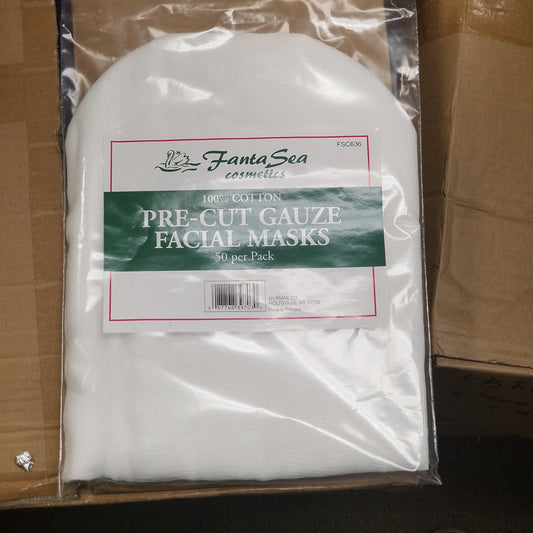 FSC636
FantaSea
cosmetics
100% COTTON
PRE-CUT GAUZE
FACIAL MASKS
50 per Pack
BURMAX CO.
HOLTSVILLE, NY 11742
Made in Thailand